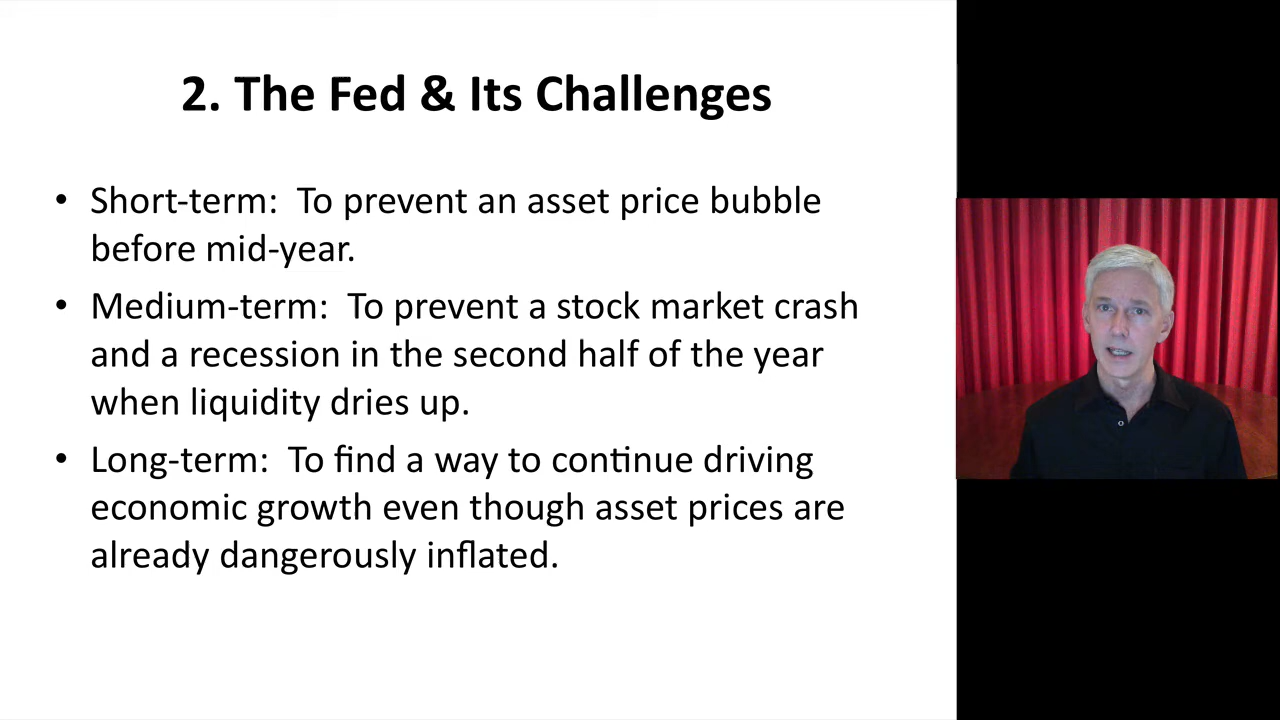 2. The Fed & Its Challenges
• Short-term:  To prevent an asset price bubble
before mid-year.
• Medium-term:  To prevent a stock market crash
and a recession in the second half of the year
when liquidity dries up.
• Long-term:  To find a way to continue driving
economic growth even though asset prices are
already dangerously inflated.